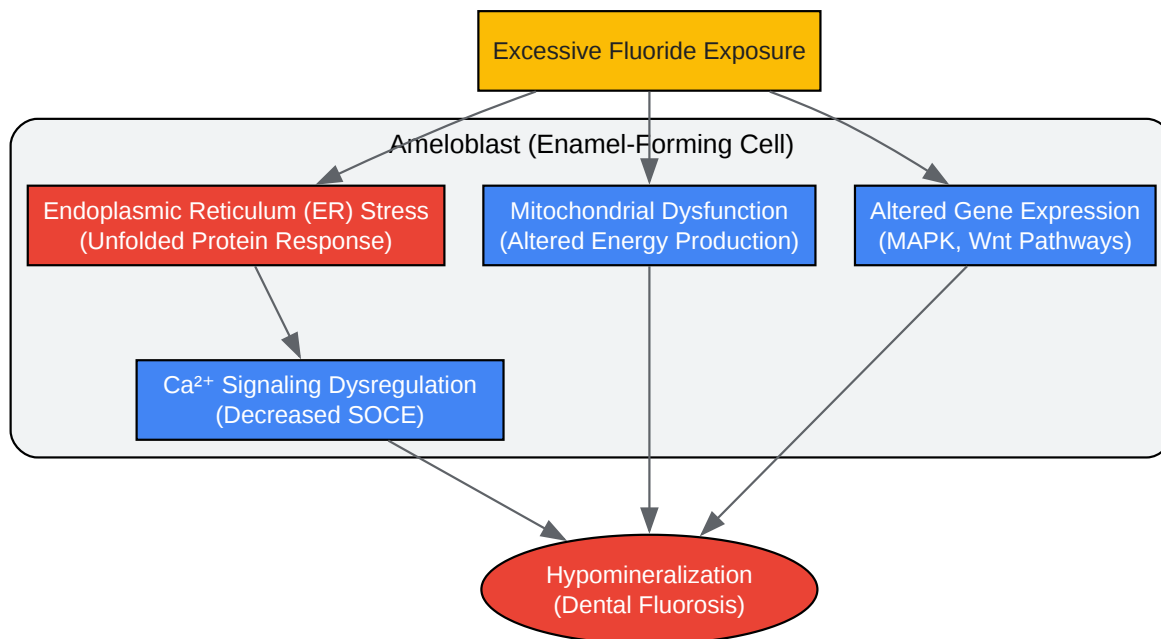 Excessive Fluoride Exposure
Ameloblast (Enamel-Forming Cell)
Endoplasmic Reticulum (ER) Stress
(Unfolded Protein Response)
Mitochondrial Dysfunction
(Altered Energy Production)
Altered Gene Expression
(MAPK, Wnt Pathways)
Ca²⁺ Signaling Dysregulation
(Decreased SOCE)
Hypomineralization
(Dental Fluorosis)